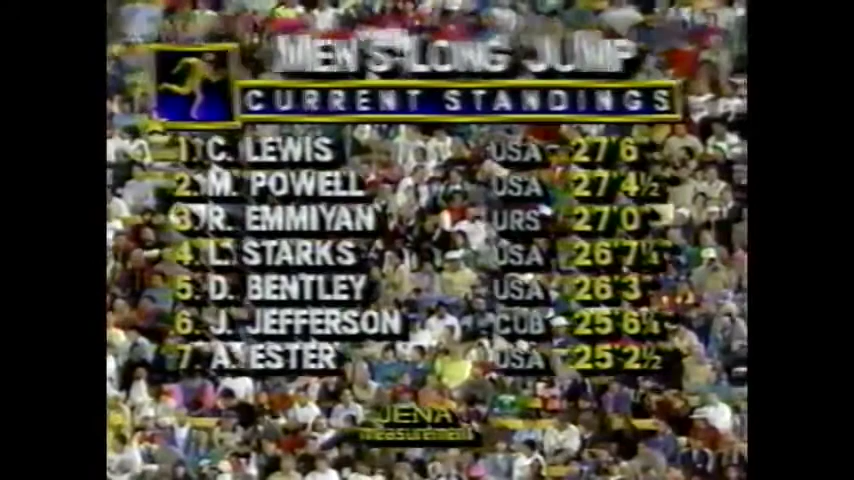 MEN'S LONG JUMP
CURRENT STANDINGS
1. C. LEWIS USA 27'6
2. M. POWELL USA 27'4½
3. R. EMMIYAN URS 27'0
4. L. STARKS USA 26'7¼
5. D. BENTLEY USA 26'3
6. J. JEFFERSON CUB 25'6¼
7. A. ESTER USA 25'2½
JENA
measurement